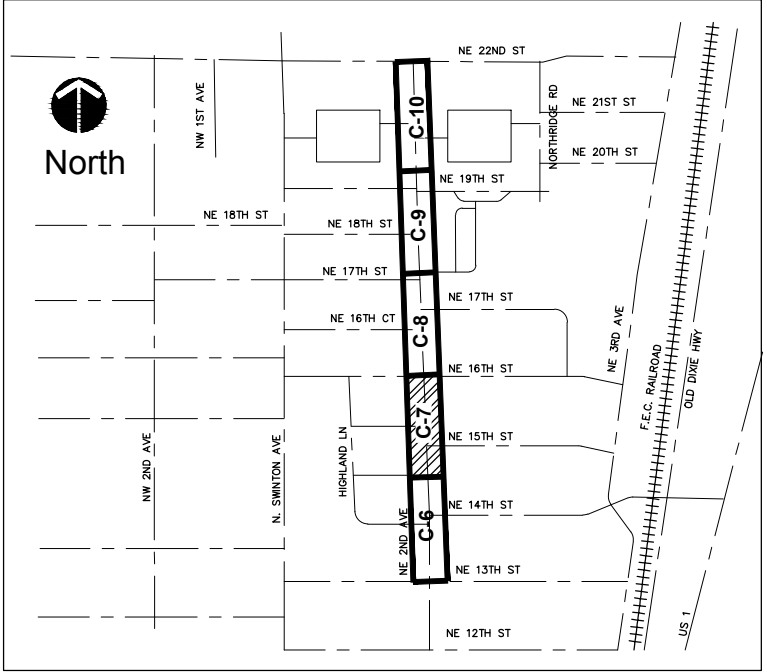 NE 22ND ST
NW 1ST AVE
C-10
NORTHRIDGE RD
NE 21ST ST
North
NE 20TH ST
NE 19TH ST
NE 18TH ST
NE 18TH ST
C-9
NE 17TH ST
NE 17TH ST
NE 16TH CT
C-8
NE 3RD AVE
F.E.C. RAILROAD
OLD DIXIE HWY
NE 16TH ST
NW 2ND AVE
N. SWINTON AVE
HIGHLAND LN
C-7
NE 15TH ST
NE 2ND AVE
C-6
NE 14TH ST
NE 13TH ST
NE 12TH ST
US 1